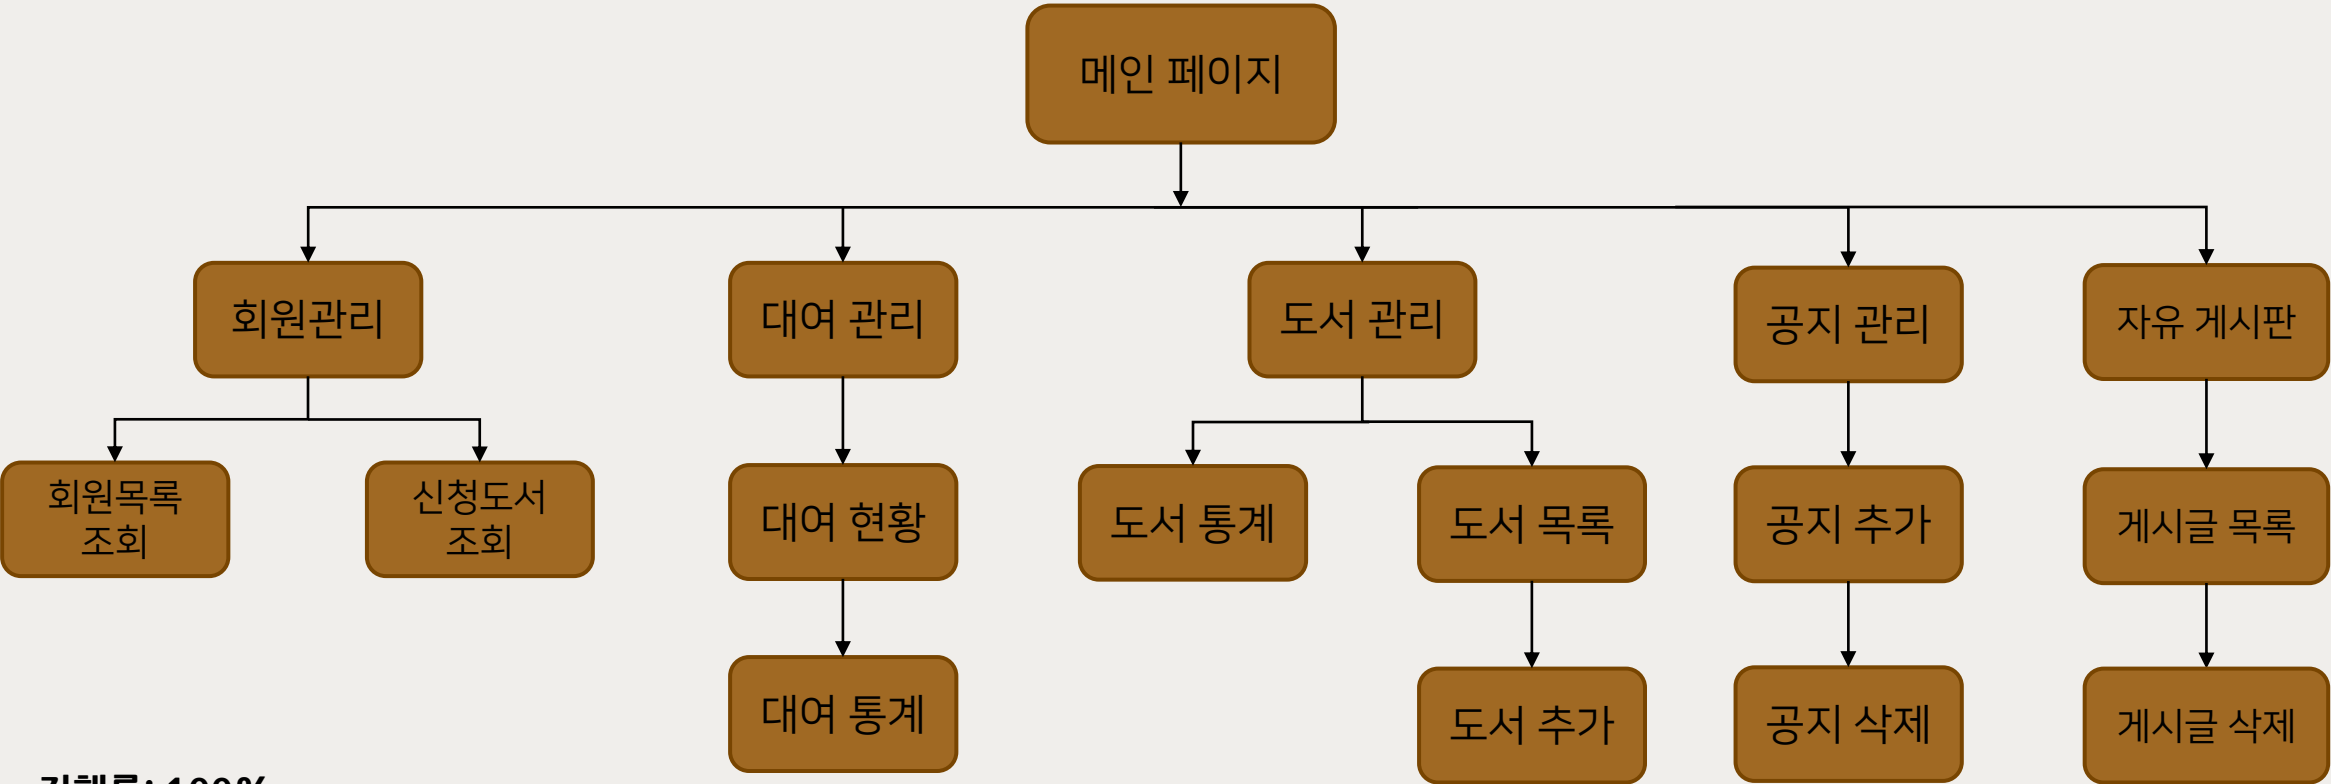 메인 페이지
회원관리
대여 관리
도서 관리
공지 관리
자유 게시판
회원목록
조회
신청도서
조회
대여 현황
도서 통계
도서 목록
공지 추가
게시글 목록
대여 통계
도서 추가
공지 삭제
게시글 삭제
: 100%